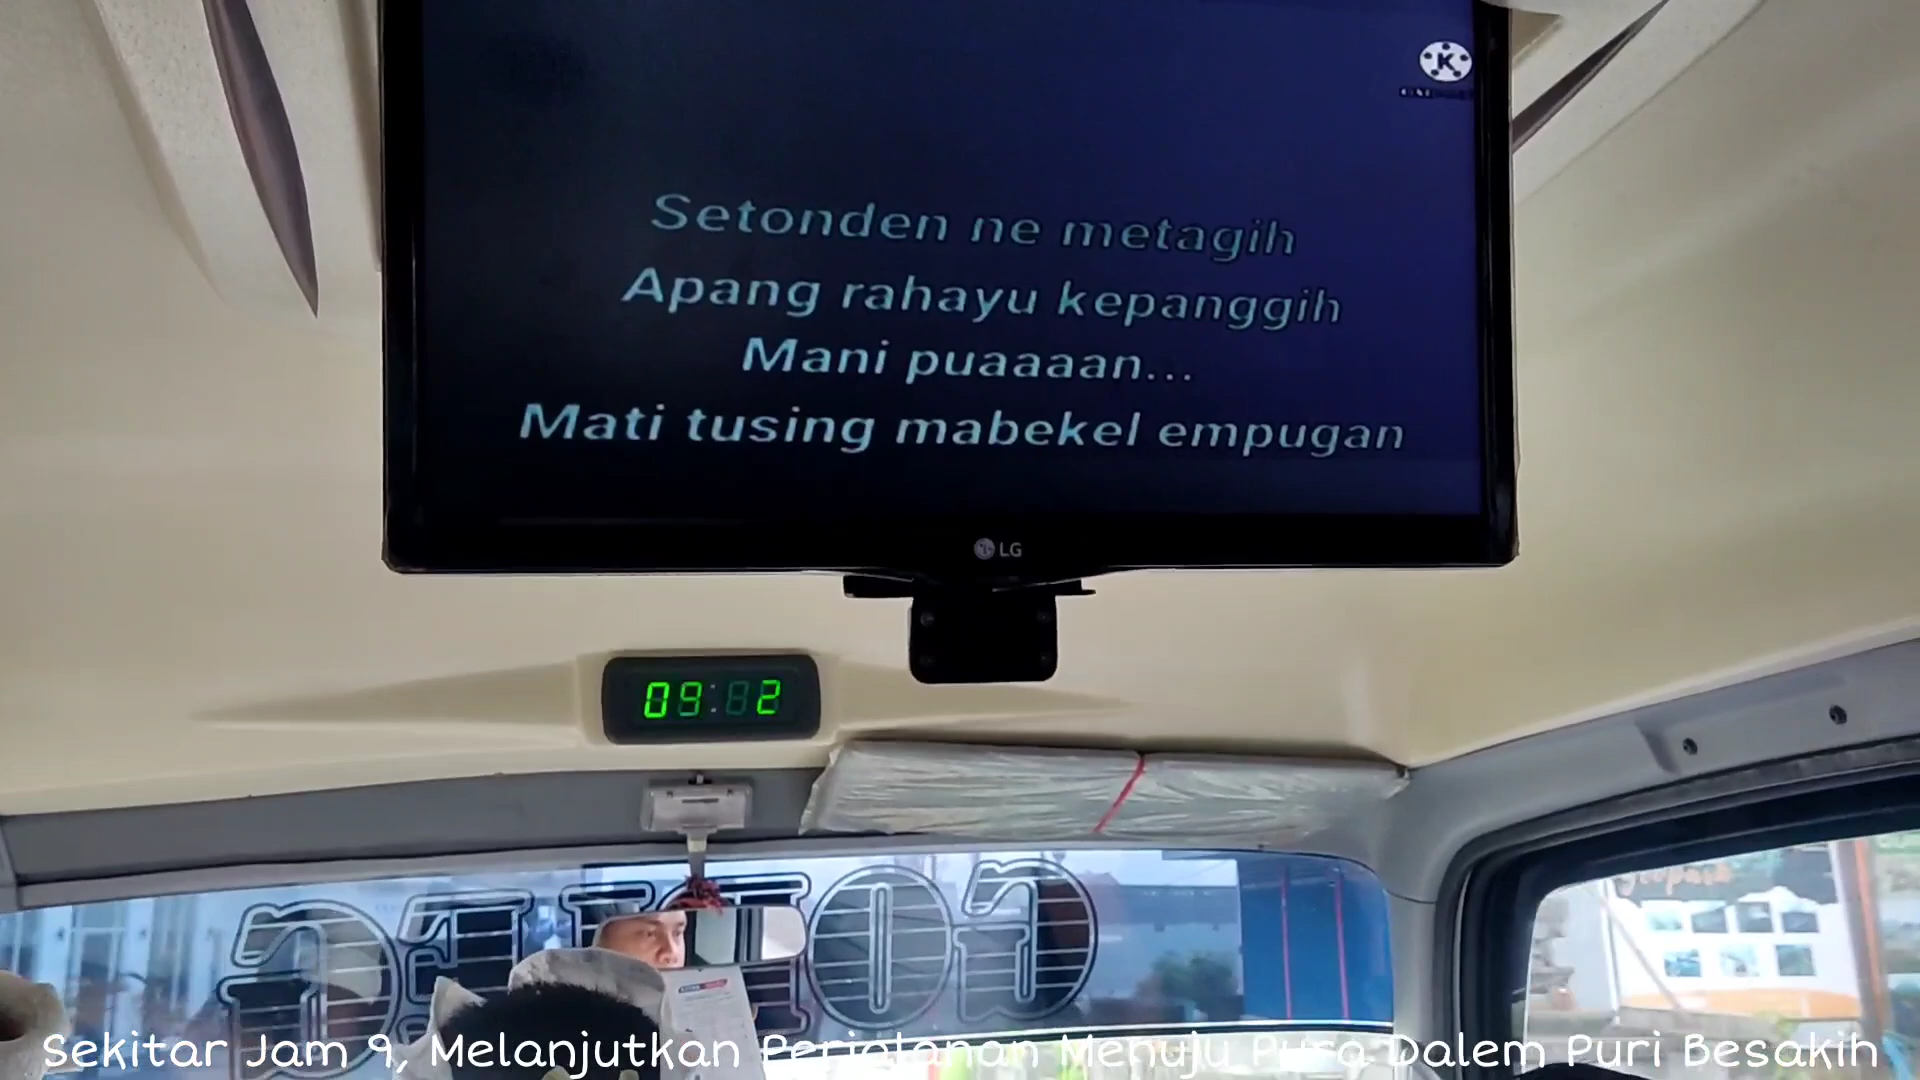 K
Setonden ne metagih
Apang rahayu kepanggih
Mani puaaaan...
Mati tusing mabekel empugan
LG
09: 2
Sekitar Jam 9, Melanjutkan Perjalanan Menuju Pura Dalem Puri Besakih